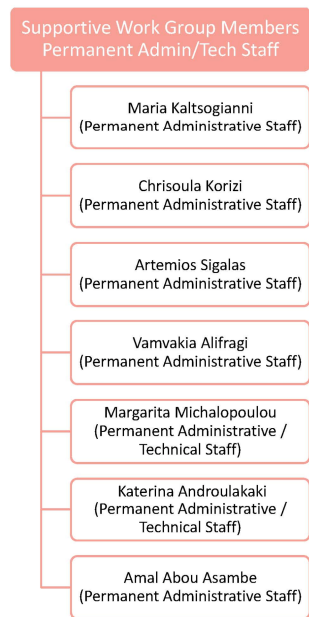 Supportive Work Group Members
Permanent Admin/Tech Staff
Maria Kaltsogianni
(Permanent Administrative Staff)
Chrisoula Korizi
(Permanent Administrative Staff)
Artemios Sigalas
(Permanent Administrative Staff)
Vamvakia Alifragi
(Permanent Administrative Staff)
Margarita Michalopoulou
(Permanent Administrative /
Technical Staff)
Katerina Androulakaki
(Permanent Administrative /
Technical Staff)
Amal Abou Asambe
(Permanent Administrative Staff)